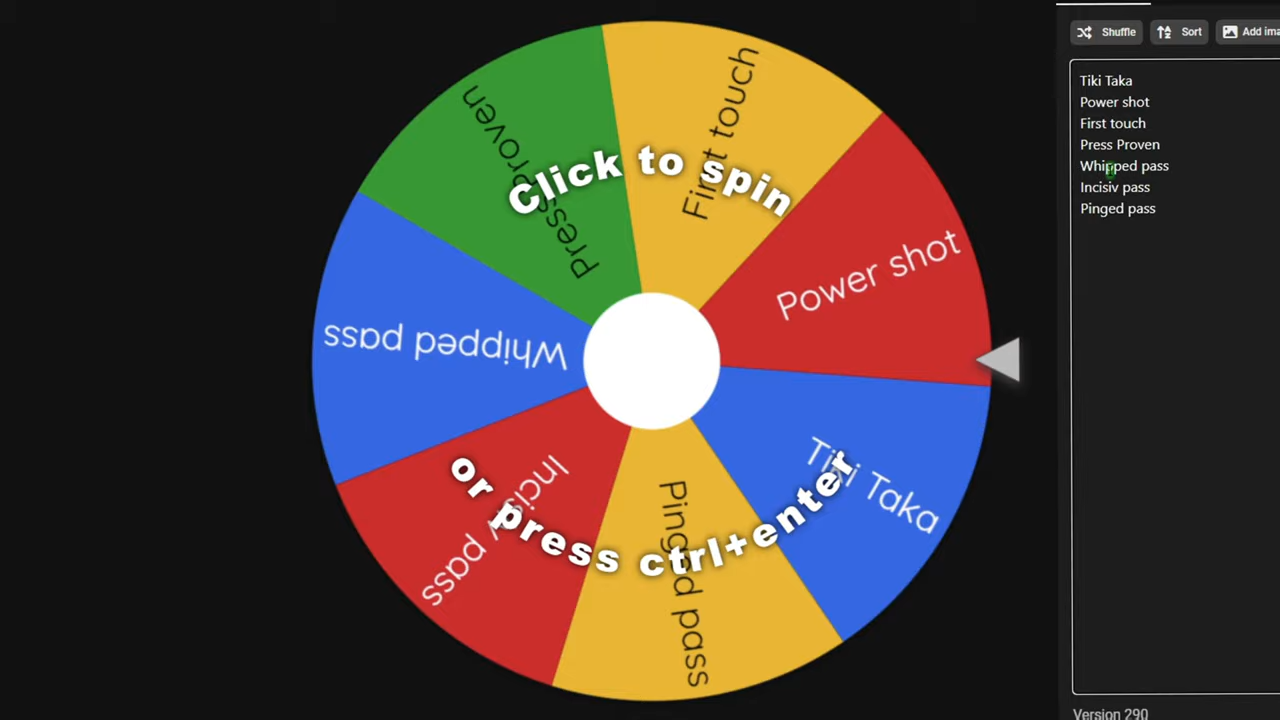 Shuffle
Sort
Add ima
Tiki Taka
Power shot
First touch
Press Proven
Whipped pass
Incisiv pass
Pinged pass
Click to spin
or press ctrl+enter
Press Proven
First touch
Power shot
Whipped pass
Tiki Taka
Incisiv pass
Pinged pass
Version 290